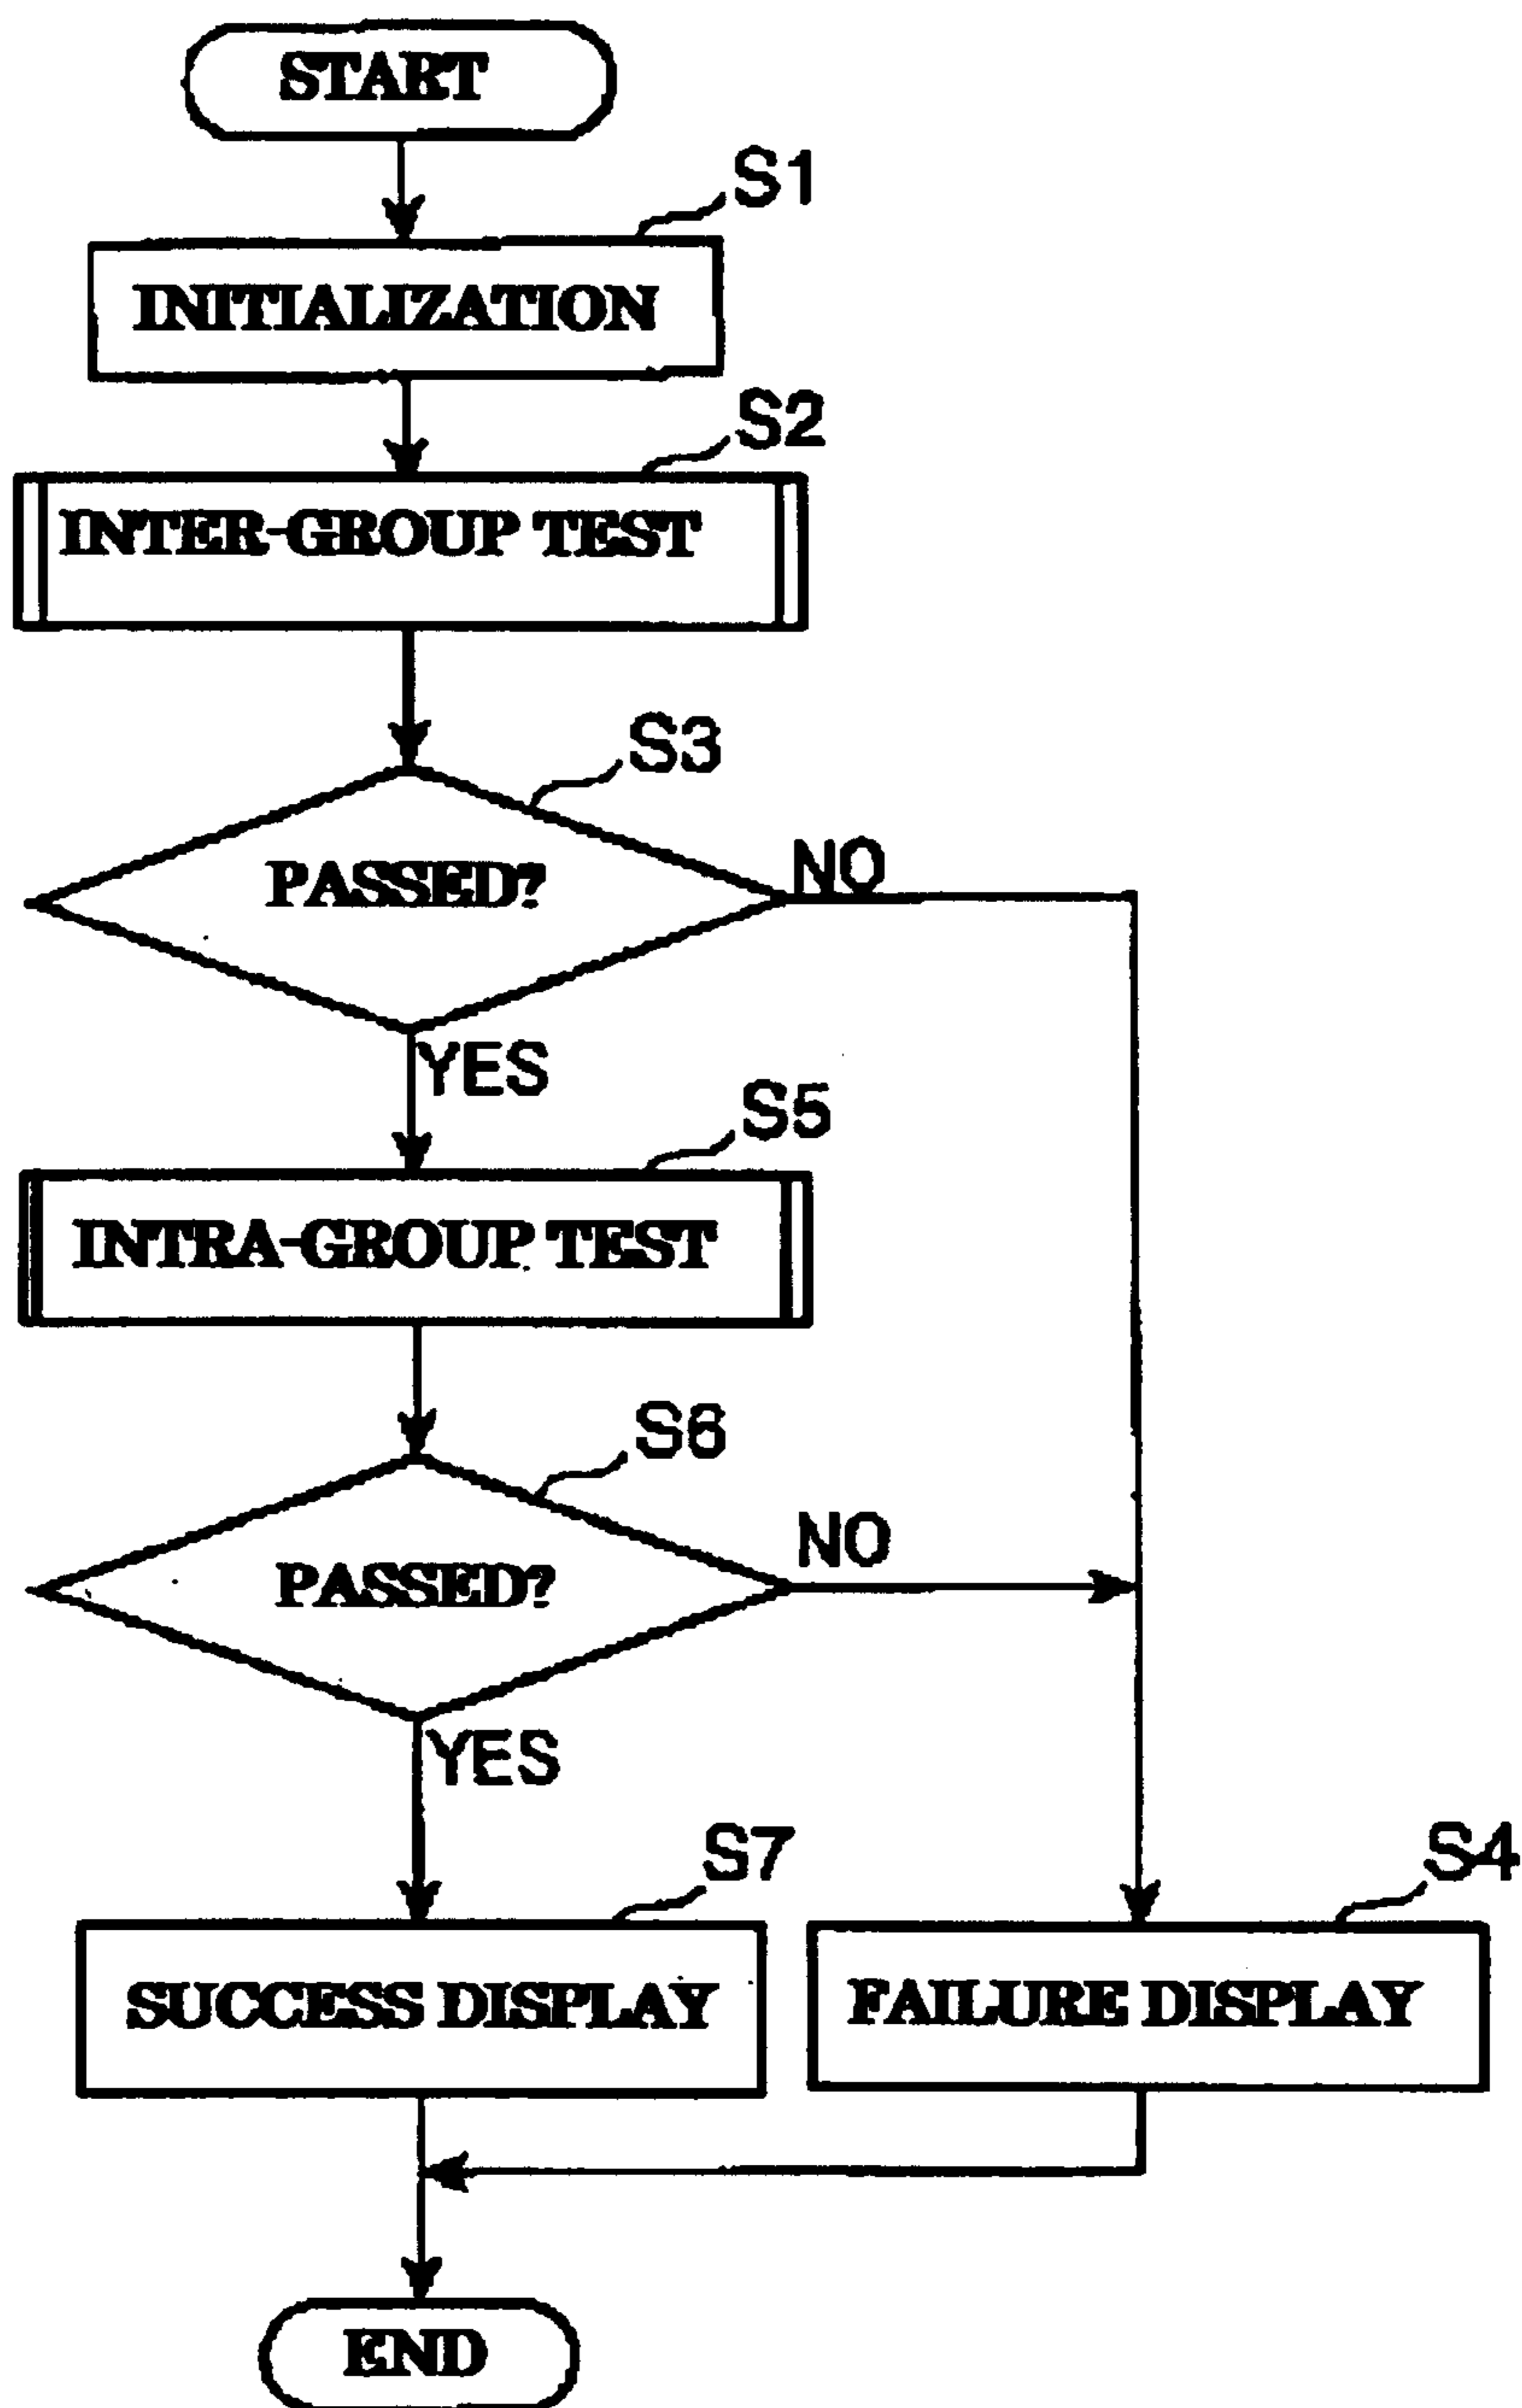 START
S1
INITIALIZATION
S2
INTER-GROUP TEST
S3
PASSED?
NO
YES
S5
INTRA-GROUP TEST
S6
PASSED?
NO
YES
S7
SUCCESS DISPLAY
S4
FAILURE DISPLAY
END